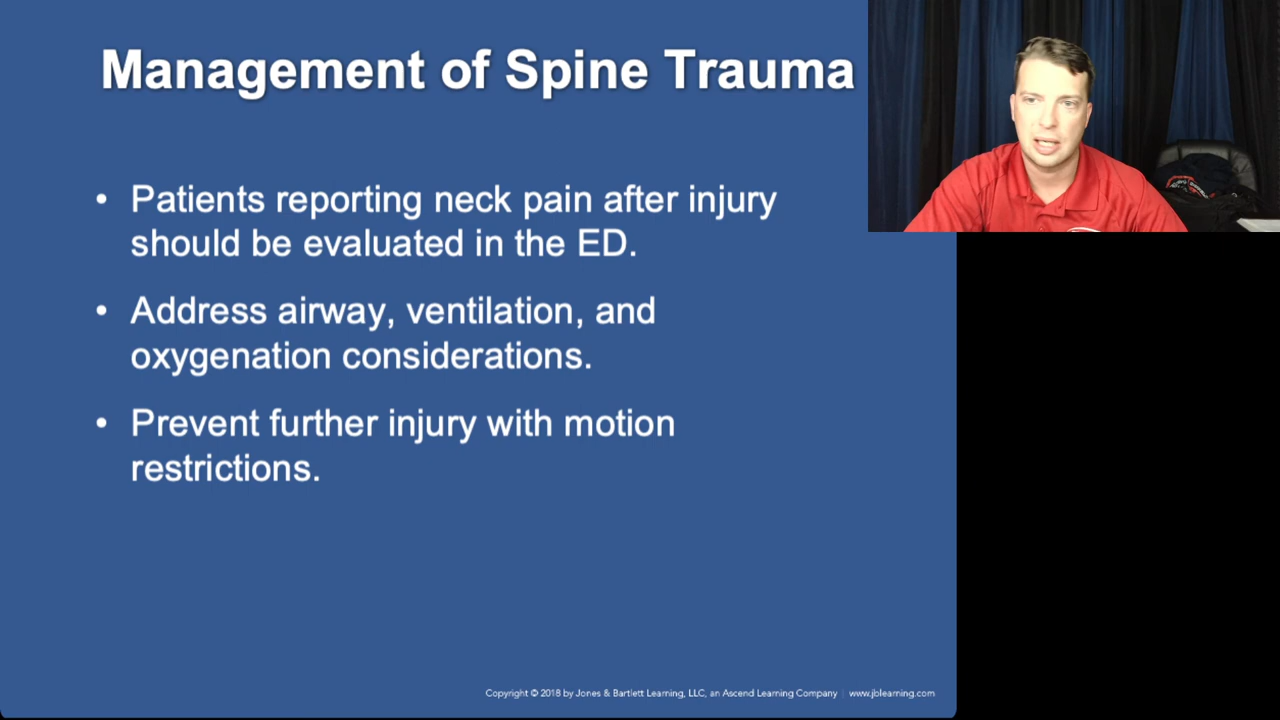 Management of Spine Trauma
• Patients reporting neck pain after injury
should be evaluated in the ED.
• Address airway, ventilation, and
oxygenation considerations.
• Prevent further injury with motion
restrictions.
Copyright © 2018 by Jones & Bartlett Learning, LLC, an Ascend Learning Company | www.jblearning.com